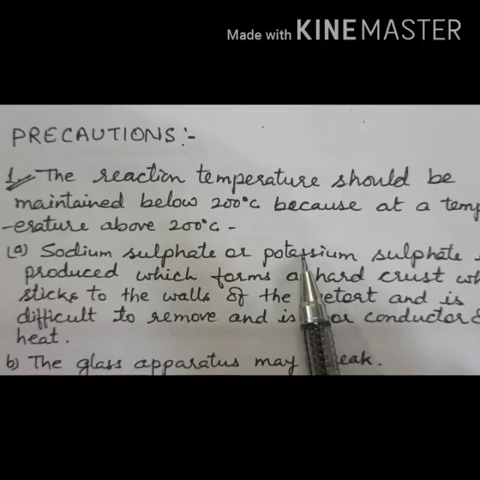 Made with KINEMASTER
PRECAUTIONS:-
1. The reaction temperature should be
maintained below 200°c because at a temp
-erature above 200°c -
(a) Sodium sulphate or potassium sulphate
produced which forms a hard crust
sticks to the walls of the and is
difficult to remove and is conductor
heat.
b) The glass apparatus may